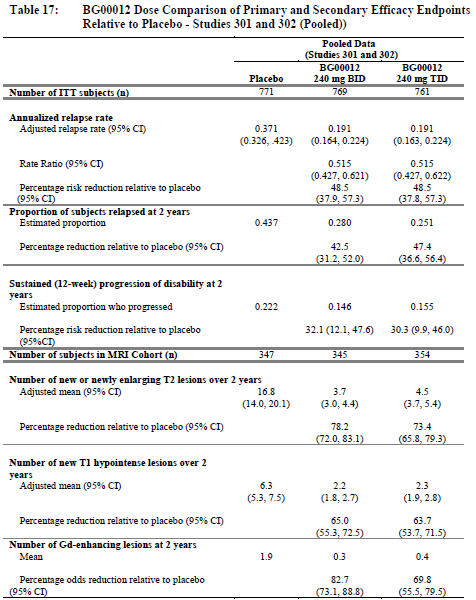 Table 17: BG00012 Dose Comparison of Primary and Secondary Efficacy Endpoints
Relative to Placebo - Studies 301 and 302 (Pooled))
Pooled Data
(Studies 301 and 302)
Placebo BG00012 240 mg BID BG00012 240 mg TID
Number of ITT subjects (n) 771 769 761
Annualized relapse rate
Adjusted relapse rate (95% CI) 0.371 0.191 0.191
(0.326, .423) (0.164, 0.224) (0.163, 0.224)
Rate Ratio (95% CI) 0.515 0.515
(0.427, 0.621) (0.427, 0.622)
Percentage risk reduction relative to placebo 48.5 48.5
(95% CI) (37.9, 57.3) (37.8, 57.3)
Proportion of subjects relapsed at 2 years
Estimated proportion 0.437 0.280 0.251
Percentage reduction relative to placebo (95% CI) 42.5 47.4
(31.2, 52.0) (36.6, 56.4)
Sustained (12-week) progression of disability at 2
years
Estimated proportion who progressed 0.222 0.146 0.155
Percentage risk reduction relative to placebo 32.1 (12.1, 47.6) 30.3 (9.9, 46.0)
(95%CI)
Number of subjects in MRI Cohort (n) 347 345 354
Number of new or newly enlarging T2 lesions over 2 years
Adjusted mean (95% CI) 16.8 3.7 4.5
(14.0, 20.1) (3.0, 4.4) (3.7, 5.4)
Percentage reduction relative to placebo (95% CI) 78.2 73.4
(72.0, 83.1) (65.8, 79.3)
Number of new T1 hypointense lesions over 2
years
Adjusted mean (95% CI) 6.3 2.2 2.3
(5.3, 7.5) (1.8, 2.7) (1.9, 2.8)
Percentage reduction relative to placebo (95% CI) 65.0 63.7
(55.3, 72.5) (53.7, 71.5)
Number of Gd-enhancing lesions at 2 years
Mean 1.9 0.3 0.4
Percentage odds reduction relative to placebo 82.7 69.8
(95% CI) (73.1, 88.8) (55.5, 79.5)